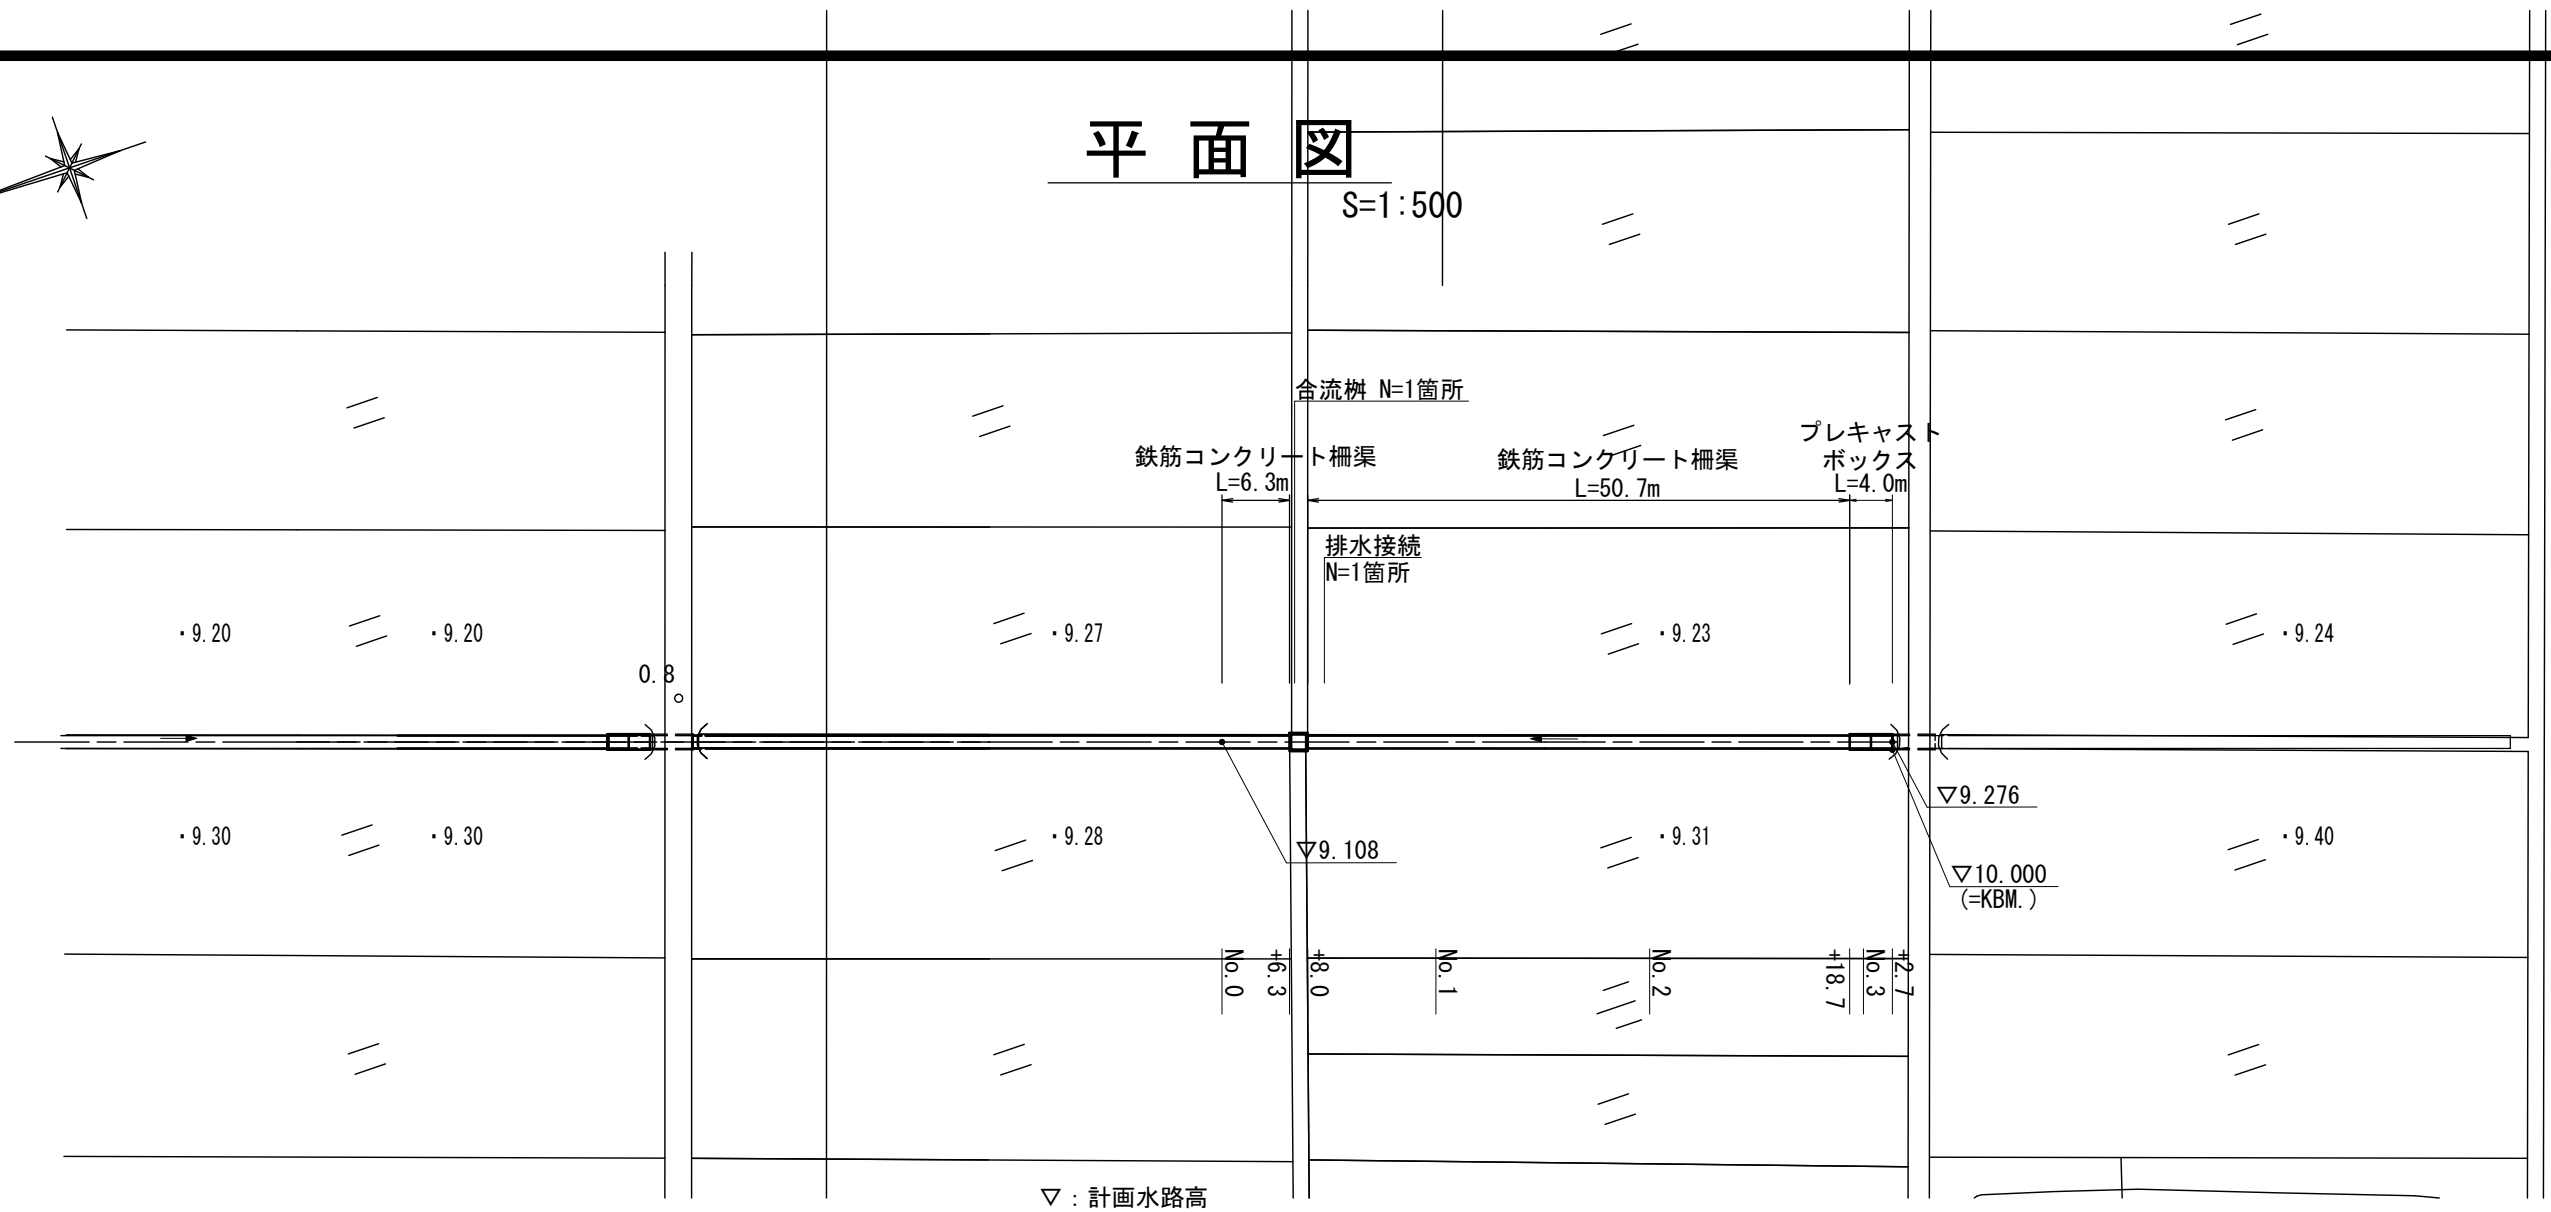 平面図
S=1:500
合流桝 N=1箇所
鉄筋コンクリート柵渠
L=6.3m
鉄筋コンクリート柵渠
L=50.7m
プレキャスト
ボックス
L=4.0m
排水接続
N=1箇所
・9.20
・9.20
・9.27
・9.23
・9.24
0.8
▽9.276
・9.30
・9.30
・9.28
▽9.108
・9.31
・9.40
▽10.000
(=KBM.)
No.0
+6.3
+8.0
No.1
No.2
+18.7
No.3
+2.7
▽：計画水路高